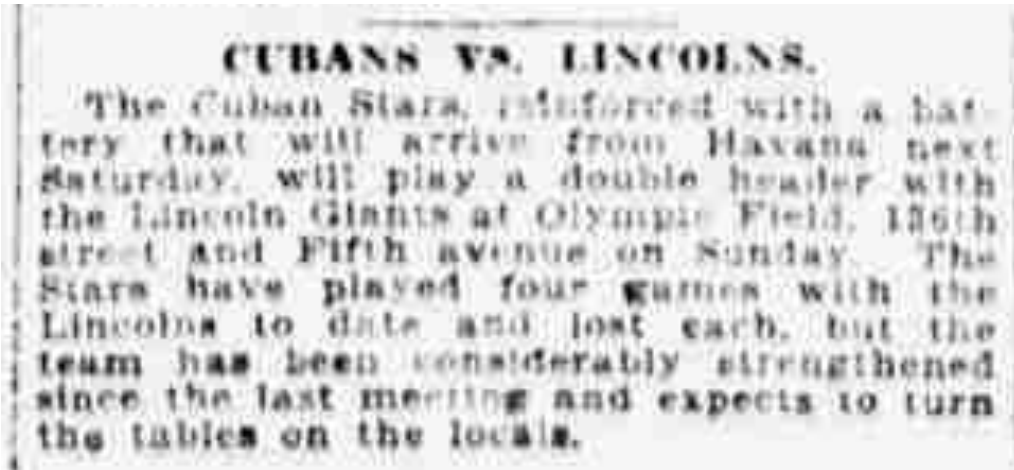 CUBANS VS. LINCOLNS.
The Cuban Stars, reinforced with a bat-
tery that will arrive from Havana next
Saturday, will play a double header with
the Lincoln Giants at Olympic Field, 136th
street and Fifth avenue on Sunday. The
Stars have played four games with the
Lincolns to date and lost each, but the
team has been considerably strengthened
since the last meeting and expects to turn
the tables on the locals.